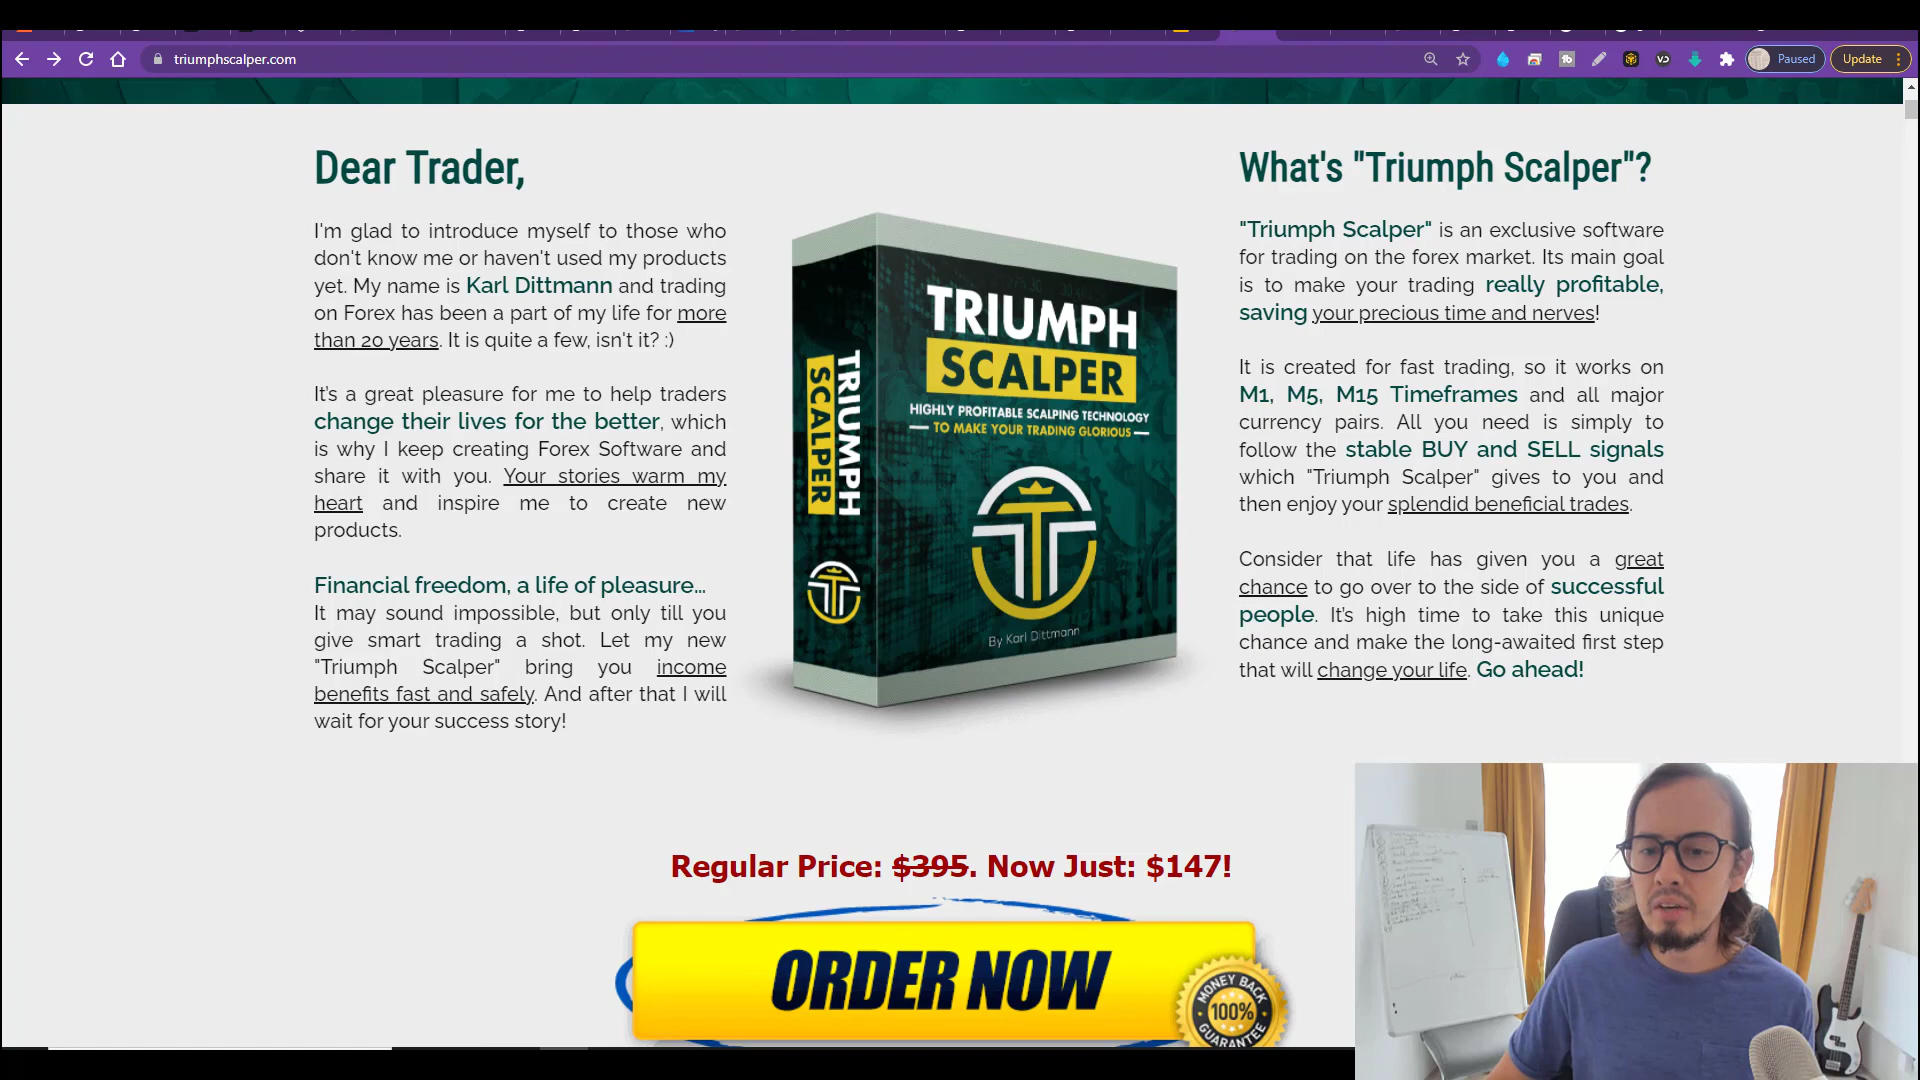 triumphscalper.com
Paused
Update
Dear Trader,
I'm glad to introduce myself to those who
don't know me or haven't used my products
yet. My name is Karl Dittmann and trading
on Forex has been a part of my life for more
than 20 years. It is quite a few, isn't it? :)
It's a great pleasure for me to help traders
change their lives for the better, which
is why I keep creating Forex Software and
share it with you. Your stories warm my
heart and inspire me to create new
products.
Financial freedom, a life of pleasure...
It may sound impossible, but only till you
give smart trading a shot. Let my new
"Triumph Scalper" bring you income
benefits fast and safely. And after that I will
wait for your success story!
TRIUMPH
SCALPER
TRIUMPH
SCALPER
HIGHLY PROFITABLE SCALPING TECHNOLOGY
TO MAKE YOUR TRADING GLORIOUS
By Karl Dittmann
What's "Triumph Scalper"?
"Triumph Scalper" is an exclusive software
for trading on the forex market. Its main goal
is to make your trading really profitable,
saving your precious time and nerves!
It is created for fast trading, so it works on
M1, M5, M15 Timeframes and all major
currency pairs. All you need is simply to
follow the stable BUY and SELL signals
which "Triumph Scalper" gives to you and
then enjoy your splendid beneficial trades.
Consider that life has given you a great
chance to go over to the side of successful
people. It's high time to take this unique
chance and make the long-awaited first step
that will change your life. Go ahead!
Regular Price: $395. Now Just: $147!
ORDER NOW
MONEY BACK
100%
GUARANTEE